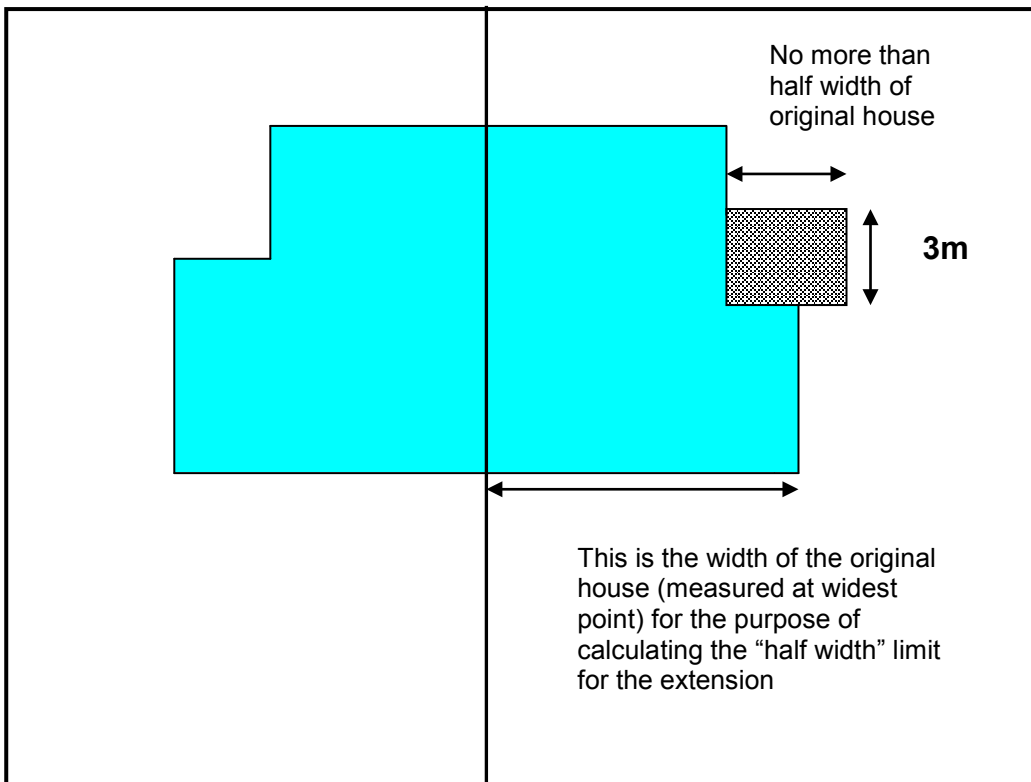 No more than
half width of
original house
3m
This is the width of the original
house (measured at widest
point) for the purpose of
calculating the “half width” limit
for the extension